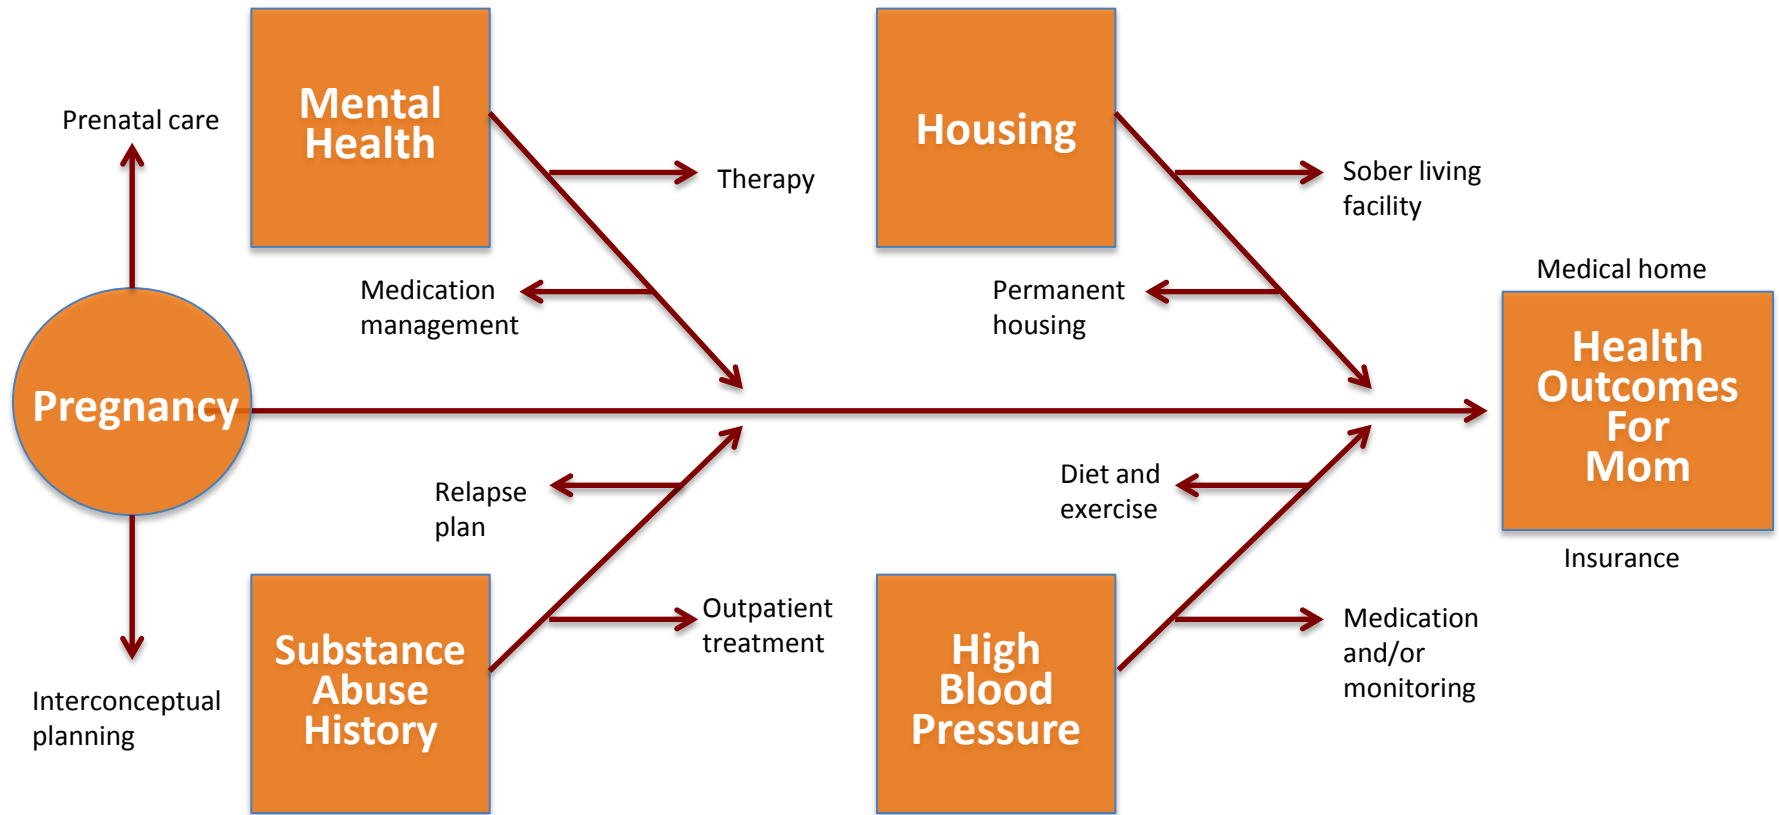 Prenatal care
Mental
Health
Therapy
Medication
management
Housing
Sober living
facility
Permanent
housing
Medical home
Health
Outcomes
For
Mom
Insurance
Pregnancy
Interconceptual
planning
Relapse
plan
Substance
Abuse
History
Outpatient
treatment
Diet and
exercise
High
Blood
Pressure
Medication
and/or
monitoring